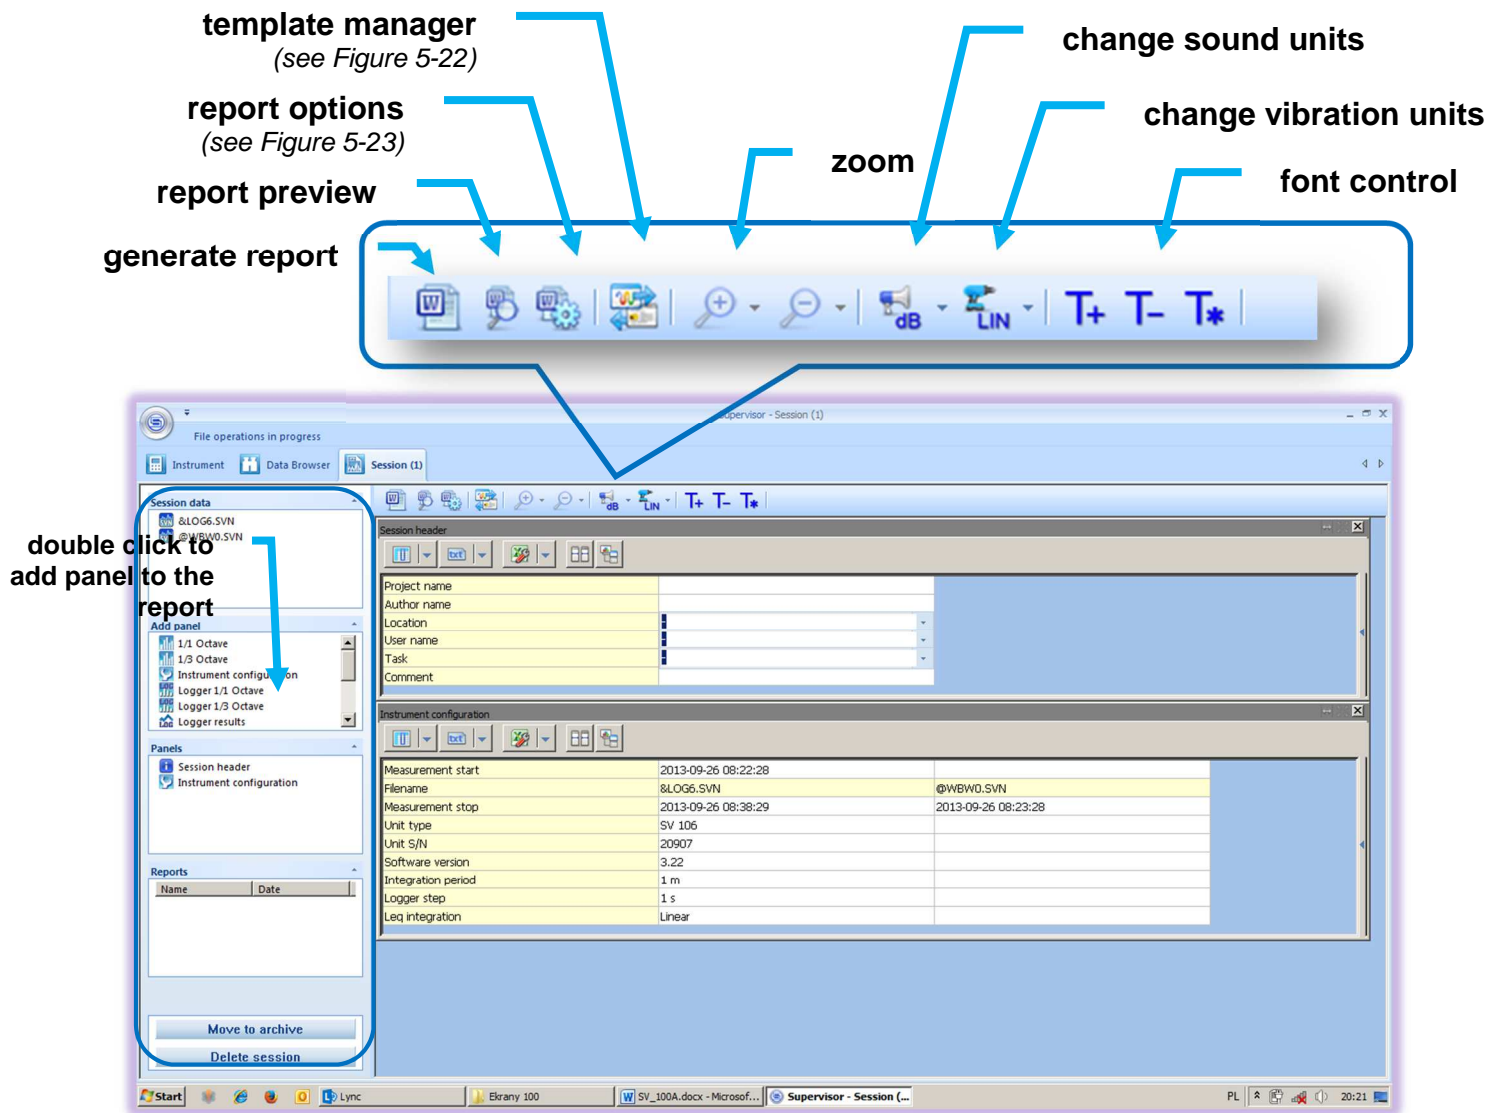 template manager
(see Figure 5-22)
change sound units
report options
(see Figure 5-23)
change vibration units
zoom
report preview
font control
generate report
W W W dB LIN T+ T- T*
Supervisor - Session (1)
File operations in progress
Instrument Data Browser Session (1)
Session data
&LOG6.SVN
@WBW0.SVN
double click to
add panel to the
report
Add panel
1/1 Octave
1/3 Octave
Instrument configuration
Logger 1/1 Octave
Logger 1/3 Octave
Logger results
Panels
Session header
Instrument configuration
Reports
Name Date
Move to archive
Delete session
dB LIN T+ T- T*
Session header
txt
Project name
Author name
Location -
User name -
Task -
Comment
Instrument configuration
txt
Measurement start 2013-09-26 08:22:28
Filename &LOG6.SVN @WBW0.SVN
Measurement stop 2013-09-26 08:38:29 2013-09-26 08:23:28
Unit type SV 106
Unit S/N 20907
Software version 3.22
Integration period 1 m
Logger step 1 s
Leq integration Linear
Start Lync Ekrany 100 SV_100A.docx - Microsof... Supervisor - Session (... PL 20:21